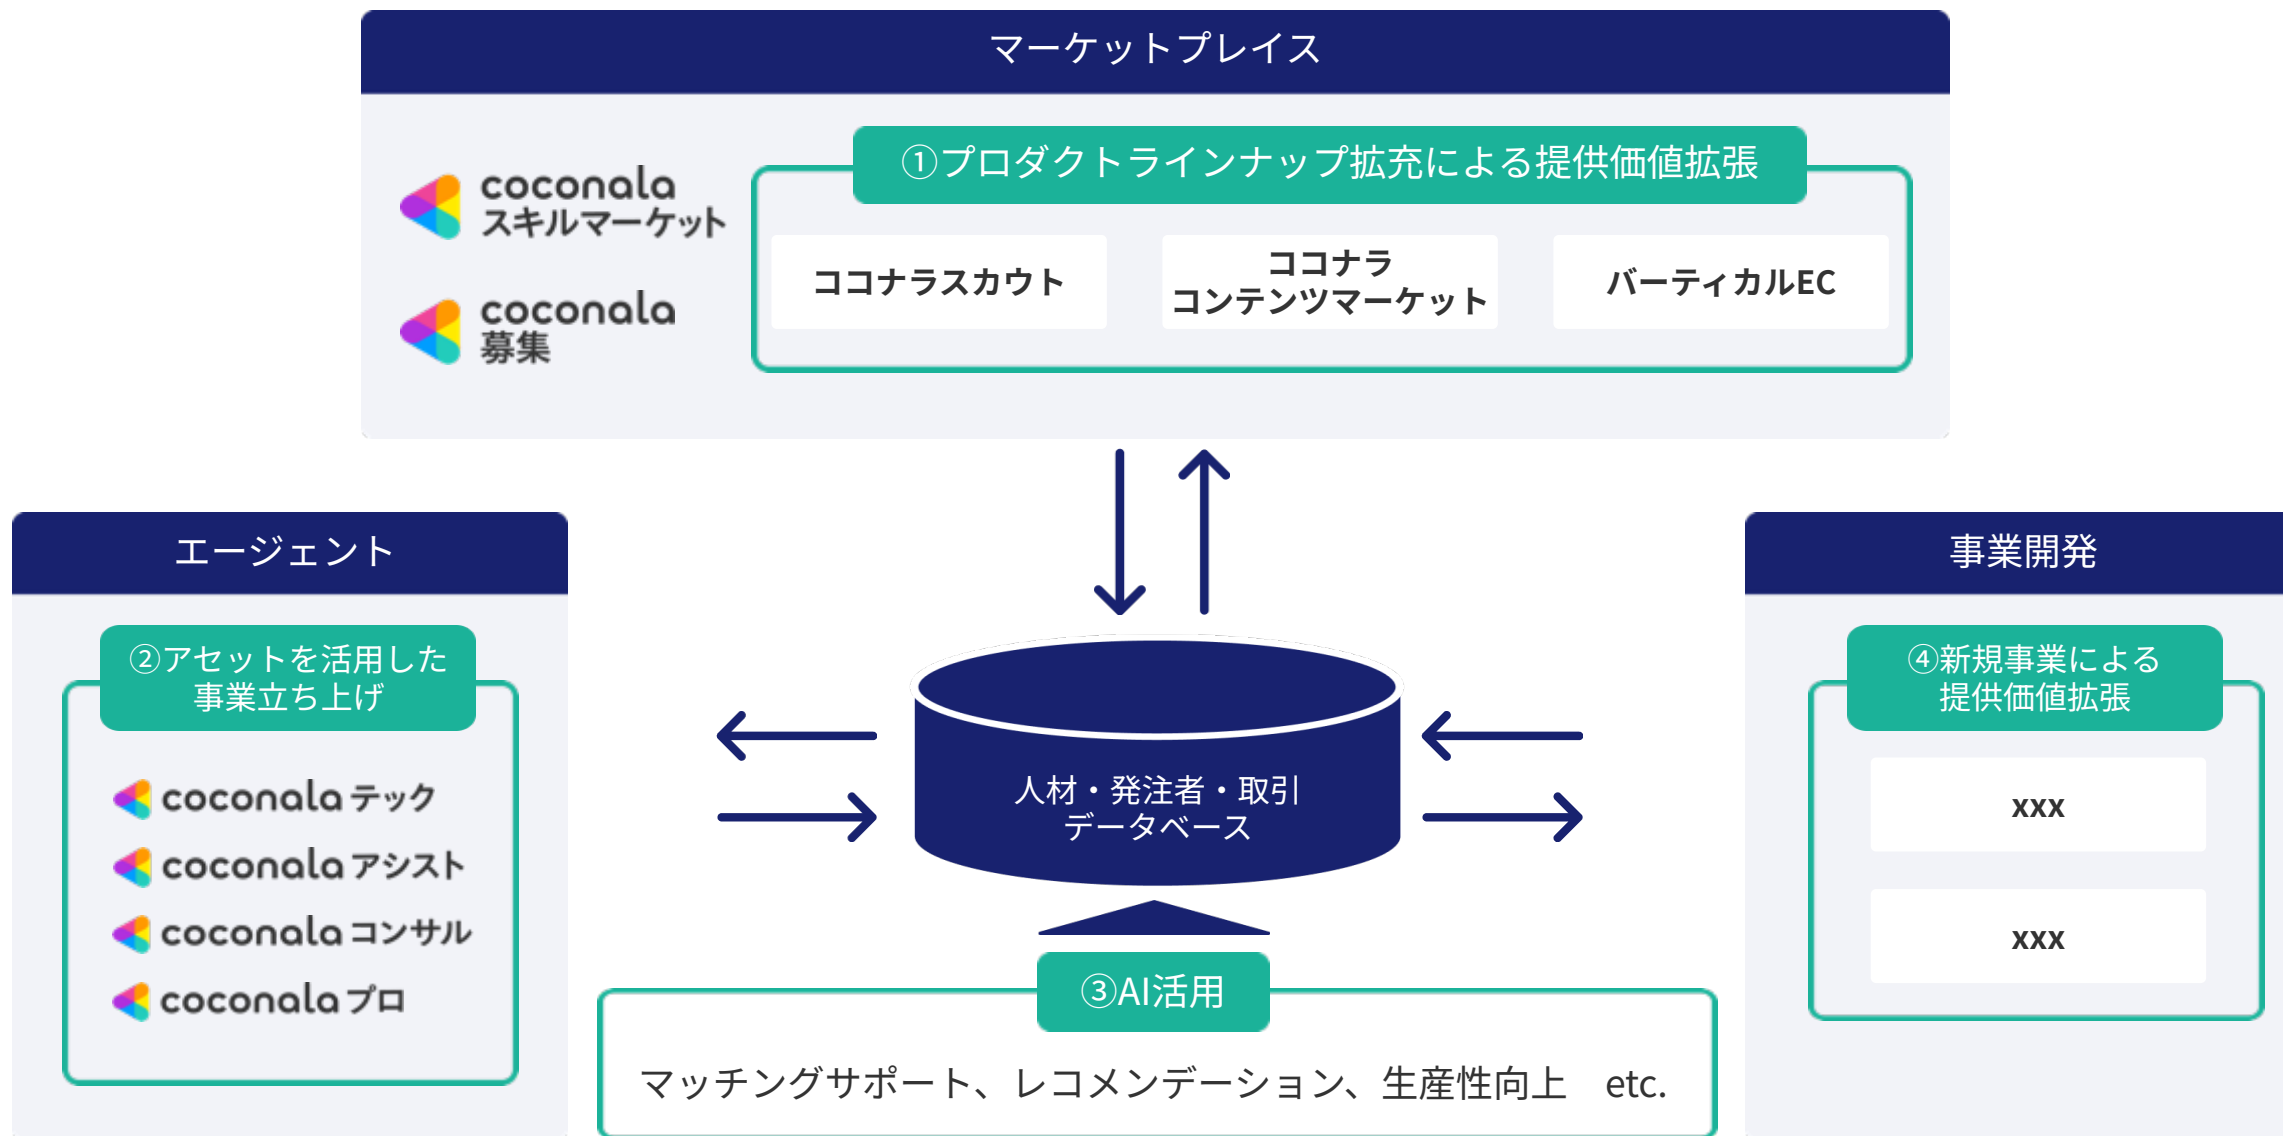 マーケットプレイス
coconala
スキルマーケット
coconala
募集
①プロダクトラインナップ拡充による提供価値拡張
ココナラスカウト
ココナラ
コンテンツマーケット
バーティカルEC
エージェント
②アセットを活用した
事業立ち上げ
coconala テック
coconala アシスト
coconala コンサル
coconala プロ
人材・発注者・取引
データベース
③AI活用
マッチングサポート、レコメンデーション、生産性向上　etc.
事業開発
④新規事業による
提供価値拡張
xxx
xxx